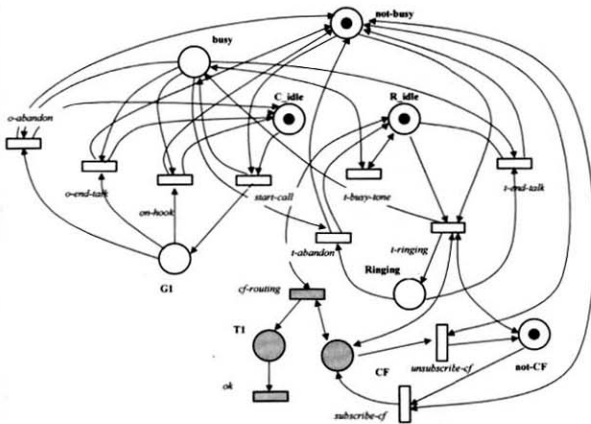 not-busy
busy
C_idle
R_idle
o-abandon
o-end-talk
on-hook
start-call
t-busy-tone
t-end-talk
t-abandon
t-ringing
G1
Ringing
cf-routing
T1
CF
unsubscribe-cf
not-CF
ok
subscribe-cf